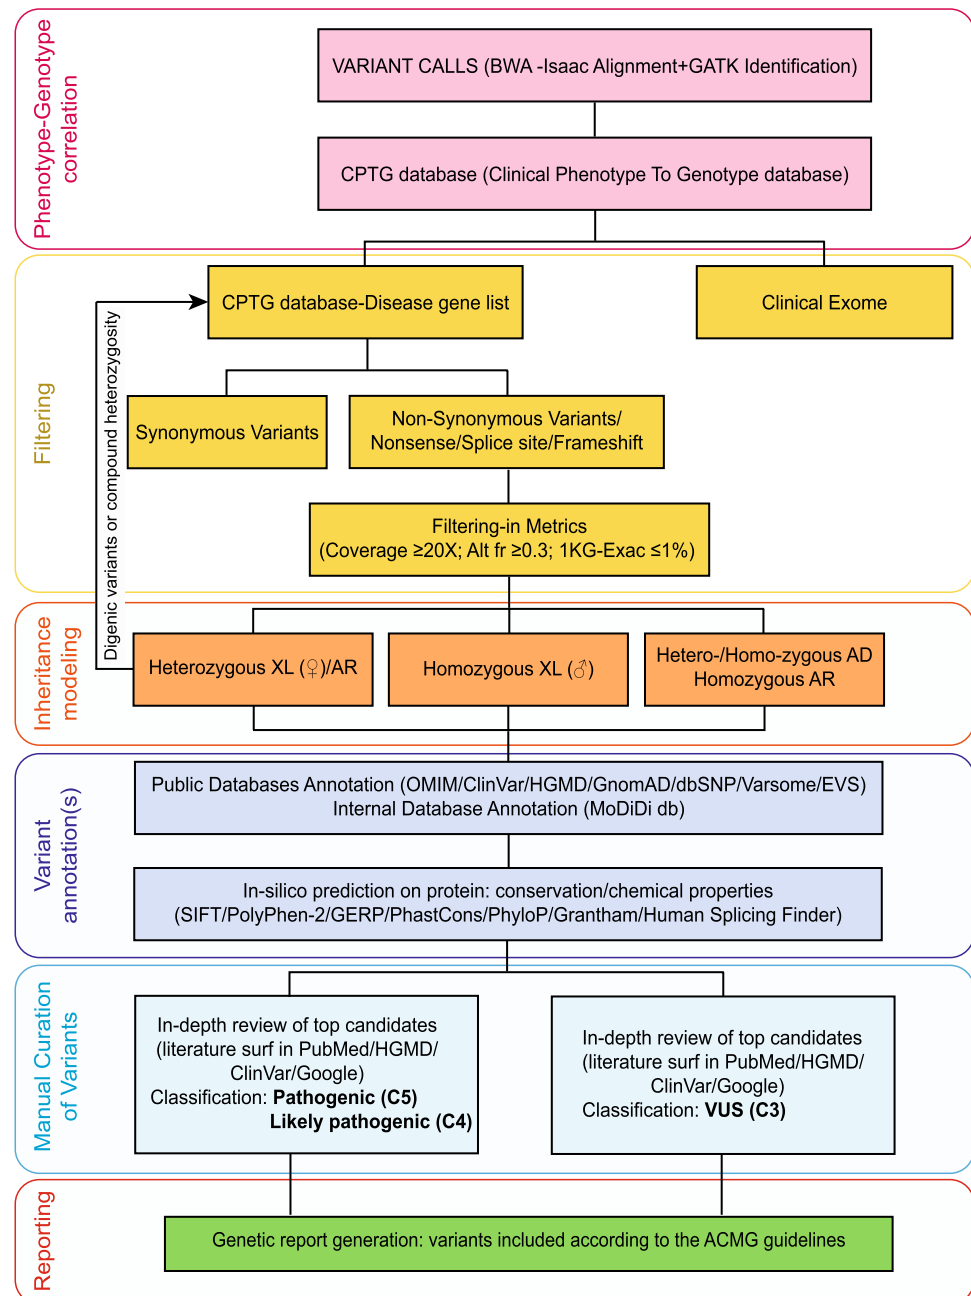 Phenotype-Genotype
correlation
VARIANT CALLS (BWA -Isaac Alignment+GATK Identification)
CPTG database (Clinical Phenotype To Genotype database)
Filtering
CPTG database-Disease gene list
Clinical Exome
Digenic variants or compound heterozygosity
Synonymous Variants
Non-Synonymous Variants/
Nonsense/Splice site/Frameshift
Filtering-in Metrics
(Coverage ≥20X; Alt fr ≥0.3; 1KG-Exac ≤1%)
Inheritance
modeling
Heterozygous XL (♀)/AR
Homozygous XL (♂)
Hetero-/Homo-zygous AD
Homozygous AR
Variant
annotation(s)
Public Databases Annotation (OMIM/ClinVar/HGMD/GnomAD/dbSNP/Varsome/EVS)
Internal Database Annotation (MoDiDi db)
In-silico prediction on protein: conservation/chemical properties
(SIFT/PolyPhen-2/GERP/PhastCons/PhyloP/Grantham/Human Splicing Finder)
Manual Curation
of Variants
In-depth review of top candidates
(literature surf in PubMed/HGMD/
ClinVar/Google)
Classification: Pathogenic (C5)
Likely pathogenic (C4)
In-depth review of top candidates
(literature surf in PubMed/HGMD/
ClinVar/Google)
Classification: VUS (C3)
Reporting
Genetic report generation: variants included according to the ACMG guidelines